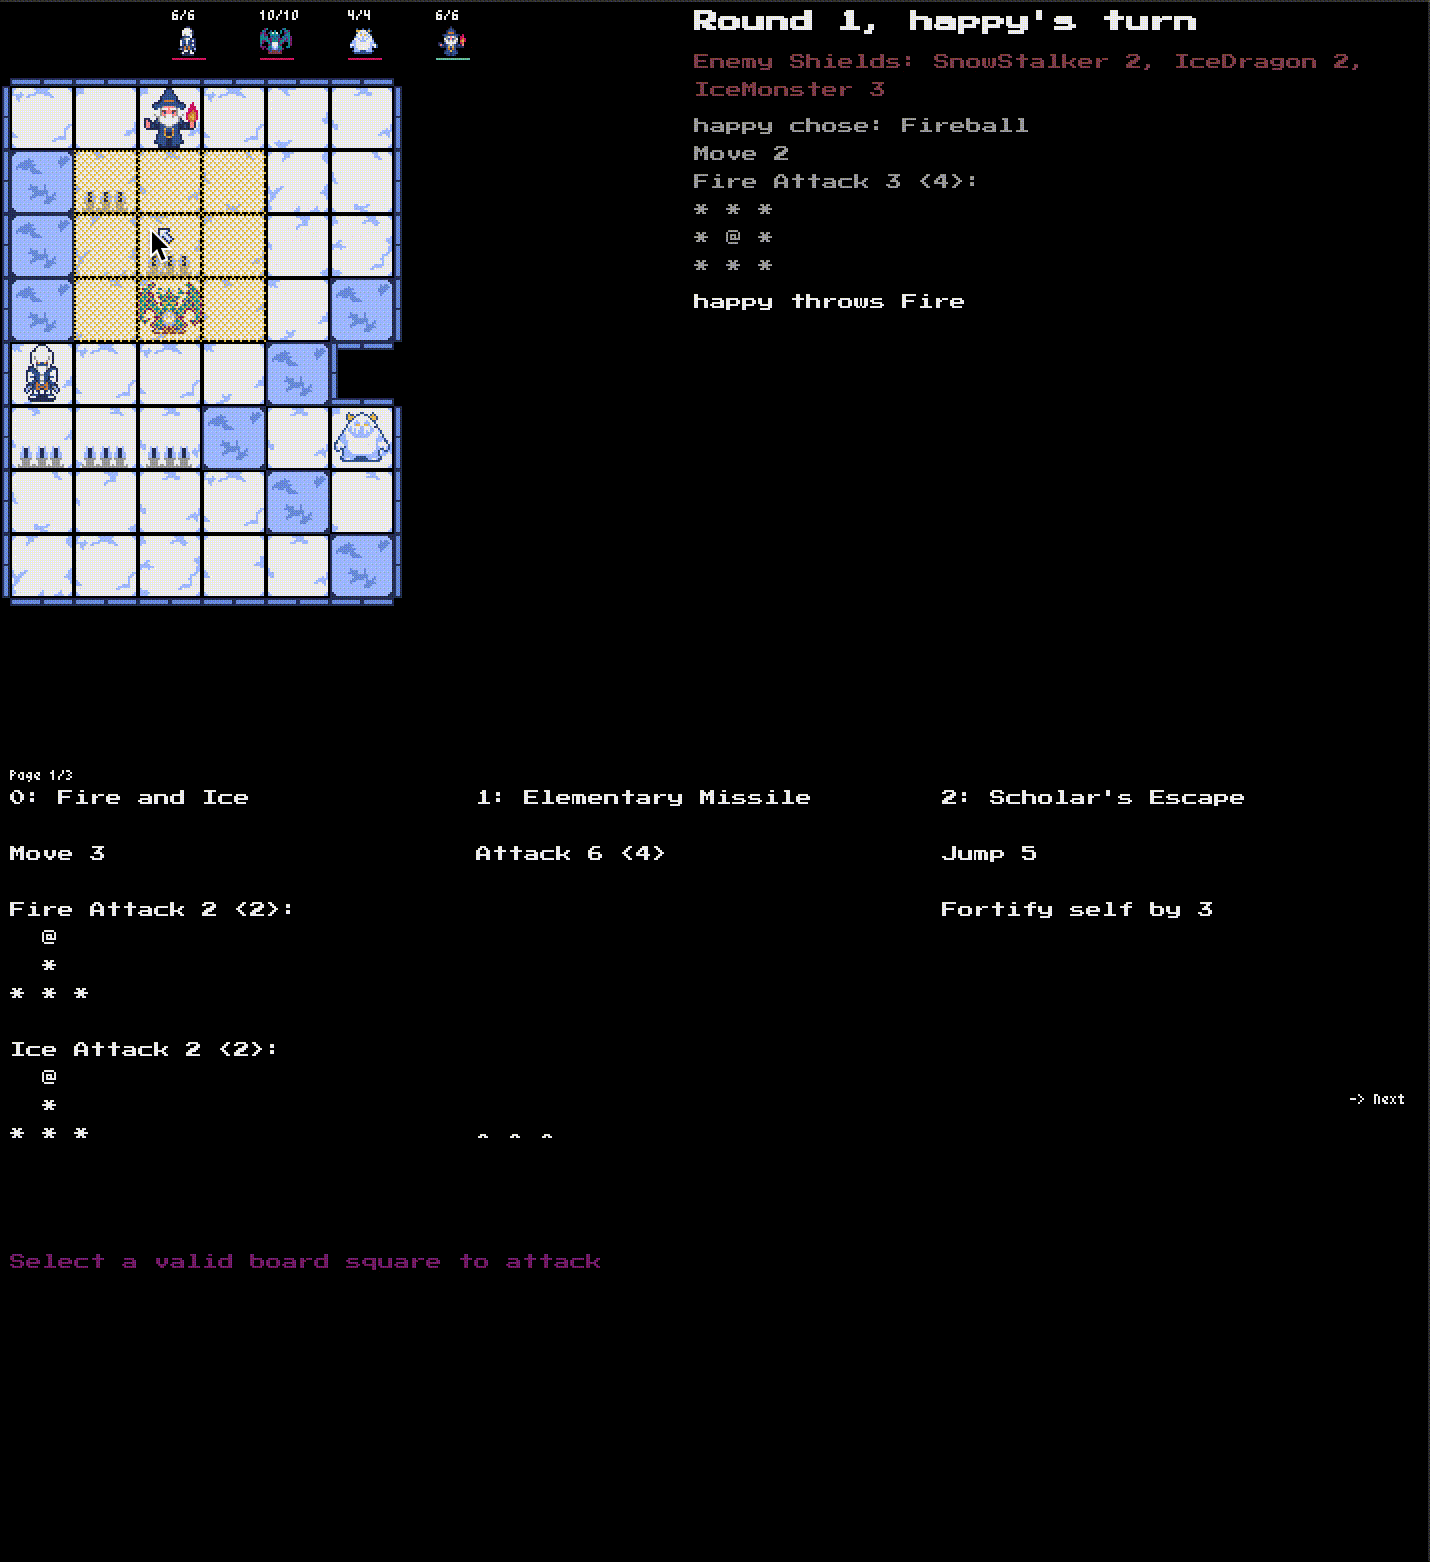 6/6 10/10 4/4 6/6
Round 1, happy's turn
Enemy Shields: SnowStalker 2, IceDragon 2,
IceMonster 3
happy chose: Fireball
Move 2
Fire Attack 3 <4>:
* * *
* @ *
* * *
happy throws Fire
Page 1/3
0: Fire and Ice
Move 3
Fire Attack 2 <2>:
@
*
* * *
Ice Attack 2 <2>:
@
*
* * *
1: Elementary Missile
Attack 6 <4>
2: Scholar's Escape
Jump 5
Fortify self by 3
-> Next
Select a valid board square to attack